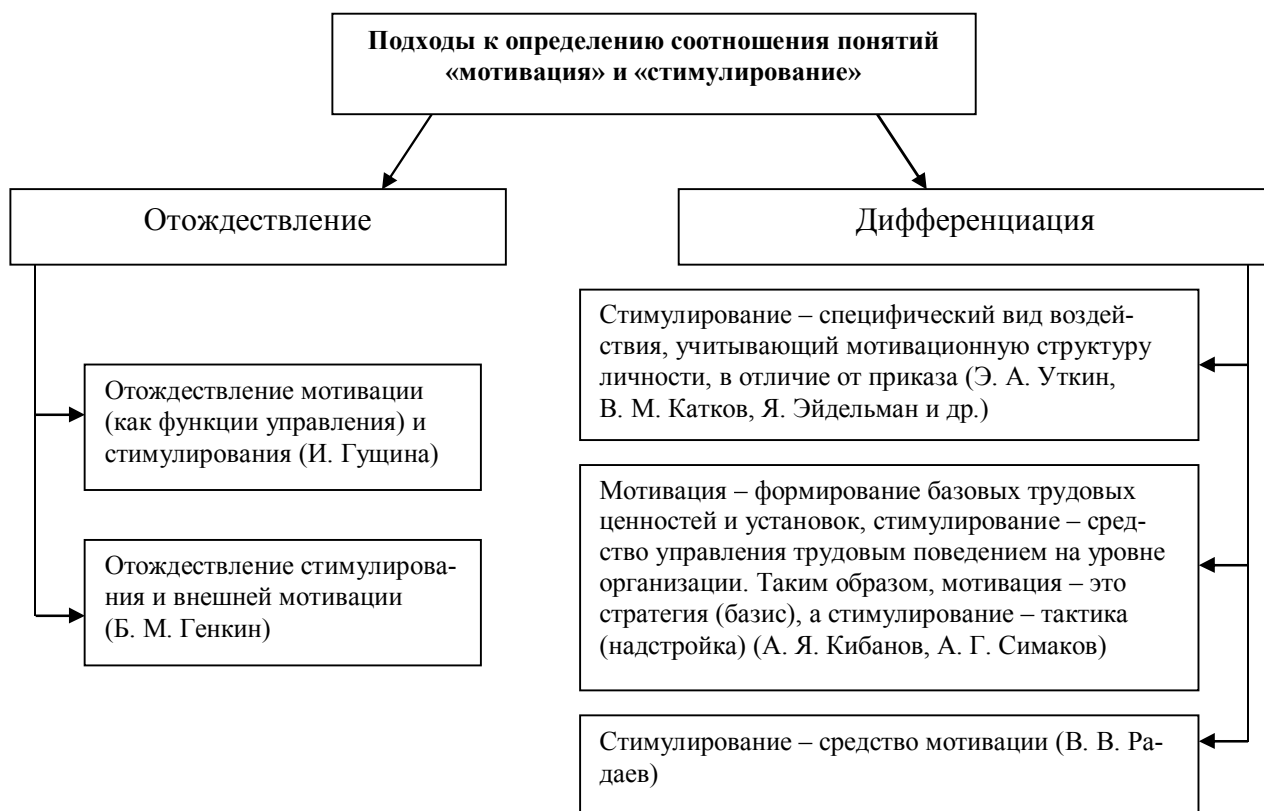 Подходы к определению соотношения понятий
«мотивация» и «стимулирование»
Отождествление
Дифференциация
Отождествление мотивации
(как функции управления) и
стимулирования (И. Гущина)
Отождествление стимулирова-
ния и внешней мотивации
(Б. М. Генкин)
Стимулирование – специфический вид воздей-
ствия, учитывающий мотивационную структуру
личности, в отличие от приказа (Э. А. Уткин,
В. М. Катков, Я. Эйдельман и др.)
Мотивация – формирование базовых трудовых
ценностей и установок, стимулирование – сред-
ство управления трудовым поведением на уровне
организации. Таким образом, мотивация – это
стратегия (базис), а стимулирование – тактика
(надстройка) (А. Я. Кибанов, А. Г. Симаков)
Стимулирование – средство мотивации (В. В. Ра-
даев)